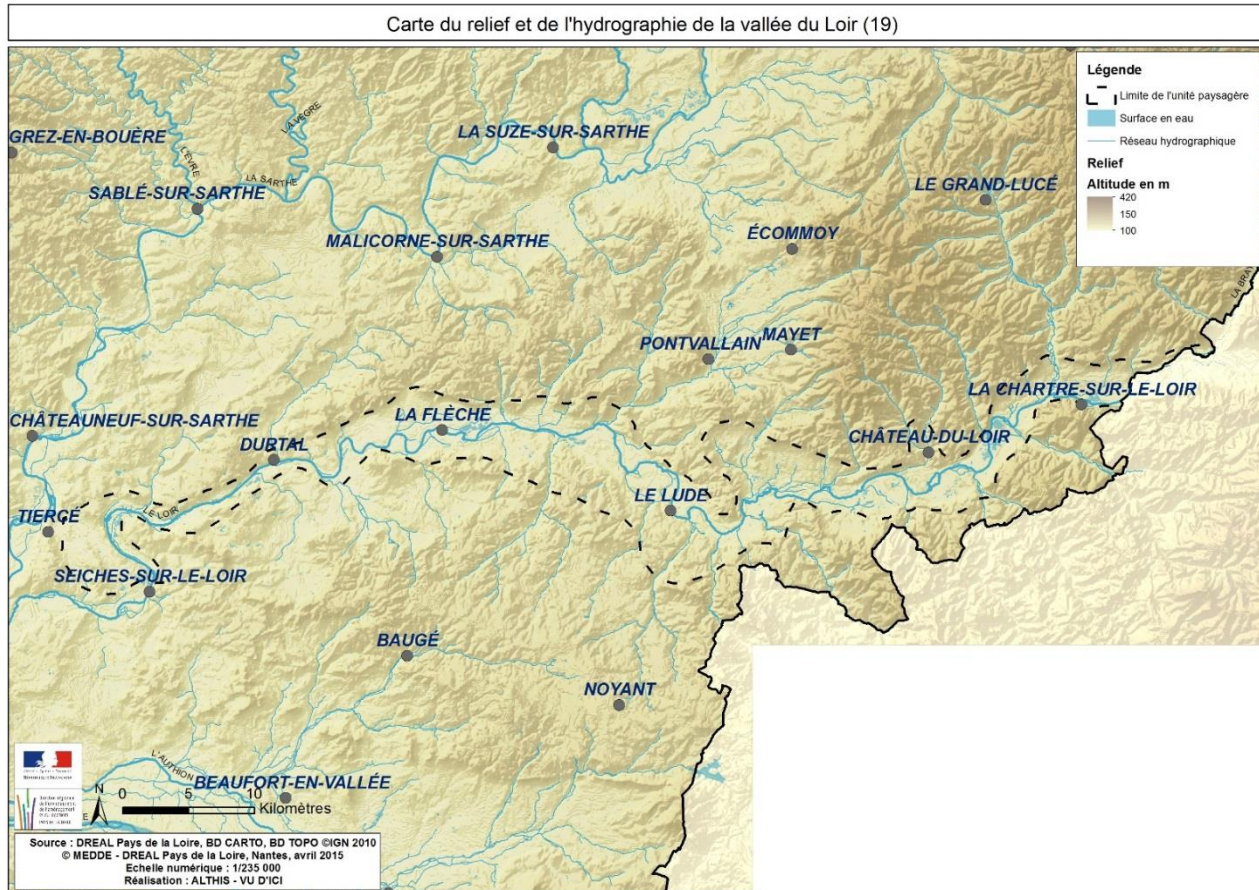 Carte du relief et de l'hydrographie de la vallée du Loir (19)
Légende
Limite de l'unité paysagère
Surface en eau
Réseau hydrographique
Relief
Altitude en m
420
150
100
GREZ-EN-BOUÈRE
L'ÈVRE
LA VÈGRE
LA SUZE-SUR-SARTHE
LA SARTHE
SABLÉ-SUR-SARTHE
LE GRAND-LUCÉ
MALICORNE-SUR-SARTHE
ÉCOMMOY
LA BRA
PONTVALLAIN
MAYET
LA CHARTRE-SUR-LE-LOIR
CHÂTEAUNEUF-SUR-SARTHE
LA FLÈCHE
DURTAL
CHÂTEAU-DU-LOIR
LE LUDE
LE LOIR
TIERCÉ
SEICHES-SUR-LE-LOIR
BAUGÉ
NOYANT
L'AUTHION
BEAUFORT-EN-VALLÉE
N
0 5 10
Kilomètres
Source : DREAL Pays de la Loire, BD CARTO, BD TOPO ©IGN 2010
© MEDDE - DREAL Pays de la Loire, Nantes, avril 2015
Echelle numérique : 1/235 000
Réalisation : ALTHIS - VU D'ICI